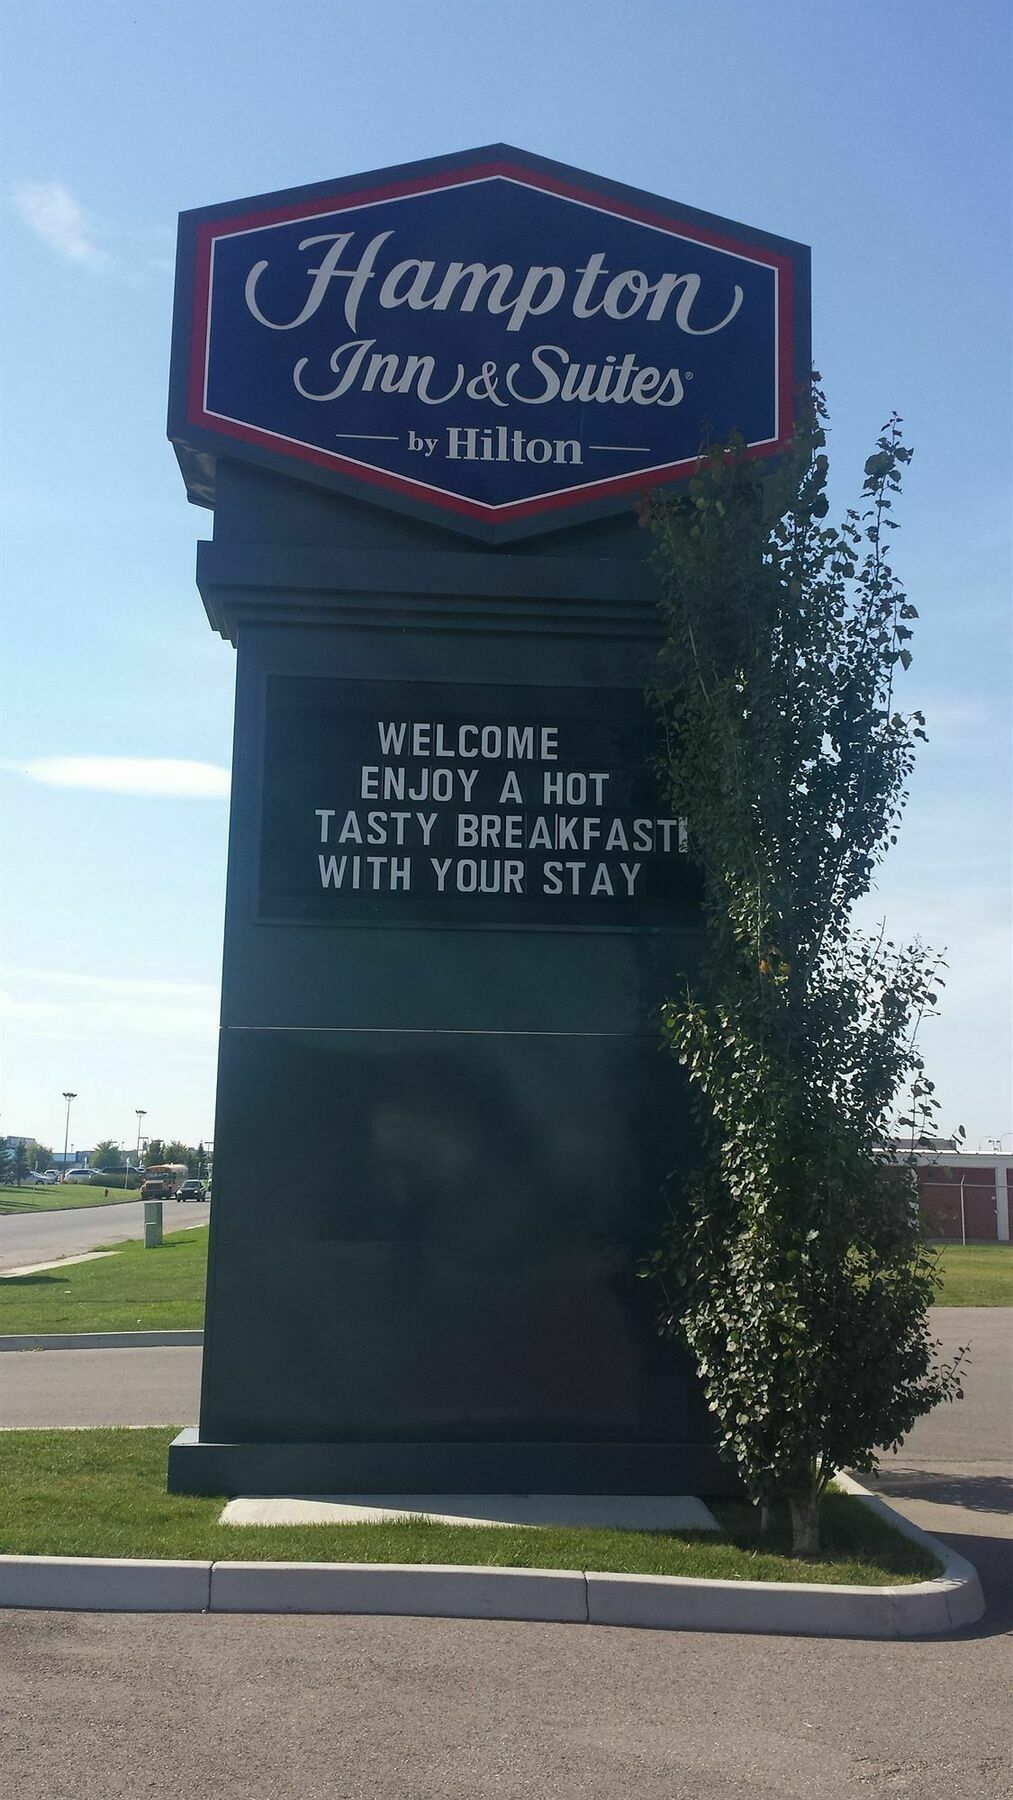 Hampton
Inn & Suites®
by Hilton
WELCOME
ENJOY A HOT
TASTY BREAKFAST
WITH YOUR STAY